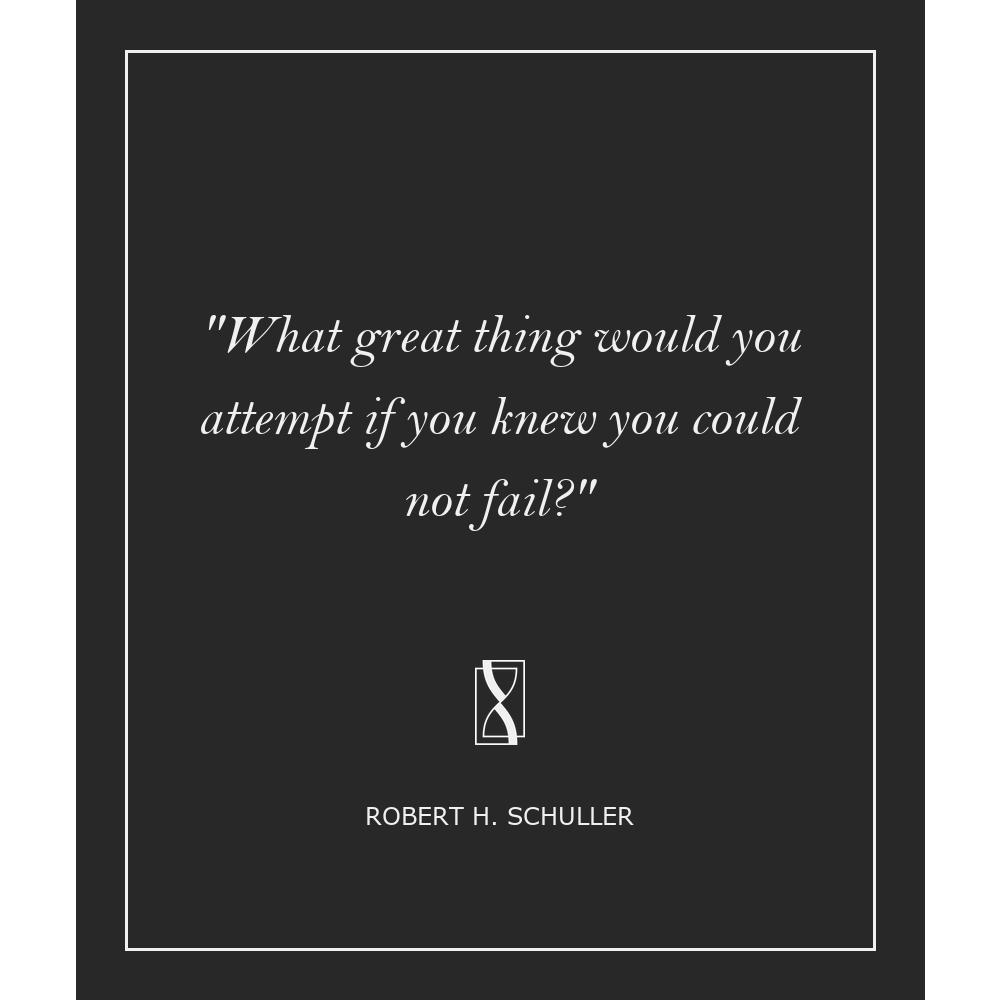 "What great thing would you
attempt if you knew you could
not fail?"
ROBERT H. SCHULLER